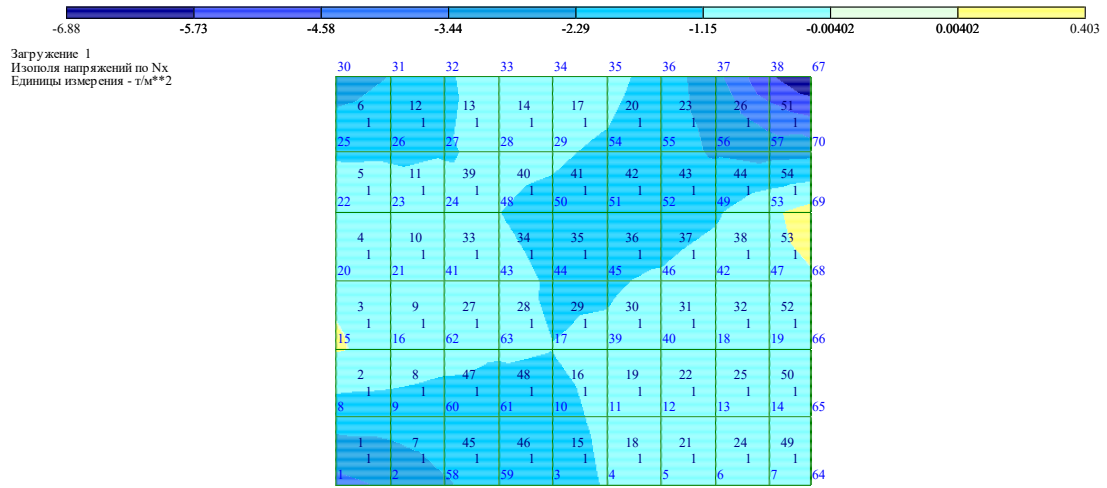 -6.88 -5.73 -4.58 -3.44 -2.29 -1.15 -0.00402 0.00402 0.403
Загружение 1
Изополя напряжений по Nx
Единицы измерения - т/м**2
30 31 32 33 34 35 36 37 38 67
6 12 13 14 17 20 23 26 51
1 1 1 1 1 1 1 1 1
25 26 27 28 29 54 55 56 57 70
5 11 39 40 41 42 43 44 54
1 1 1 1 1 1 1 1 1
22 23 24 48 50 51 52 49 53 69
4 10 33 34 35 36 37 38 53
1 1 1 1 1 1 1 1 1
20 21 41 43 44 45 46 42 47 68
3 9 27 28 29 30 31 32 52
1 1 1 1 1 1 1 1 1
15 16 62 63 17 39 40 18 19 66
2 8 47 48 16 19 22 25 50
1 1 1 1 1 1 1 1 1
8 9 60 61 10 11 12 13 14 65
1 7 45 46 15 18 21 24 49
1 1 1 1 1 1 1 1 1
1 2 58 59 3 4 5 6 7 64